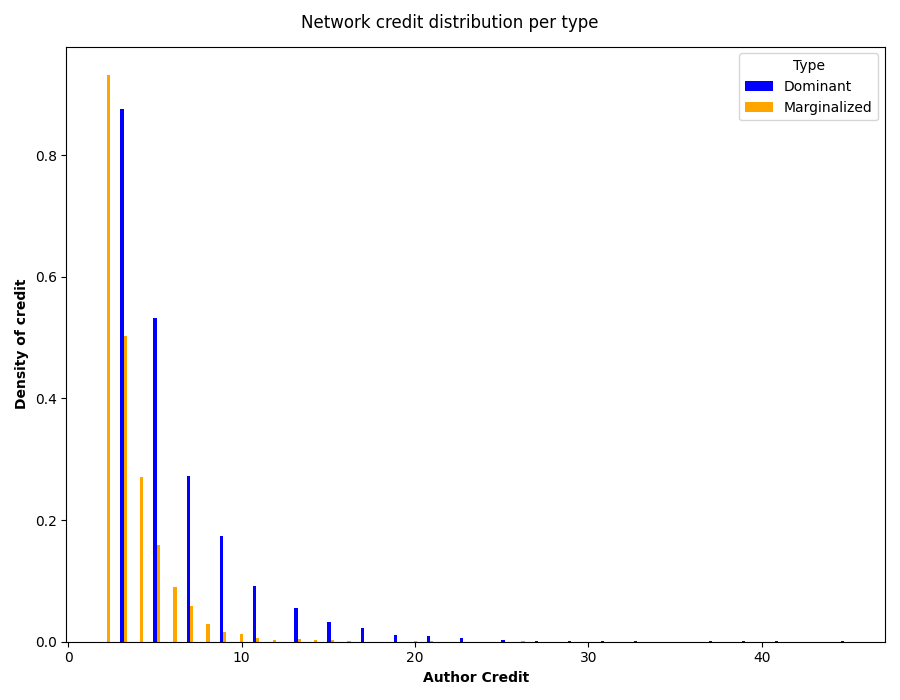 Network credit distribution per type
Type
Dominant
Marginalized
Density of credit
0.8
0.6
0.4
0.2
0.0
0 10 20 30 40
Author Credit